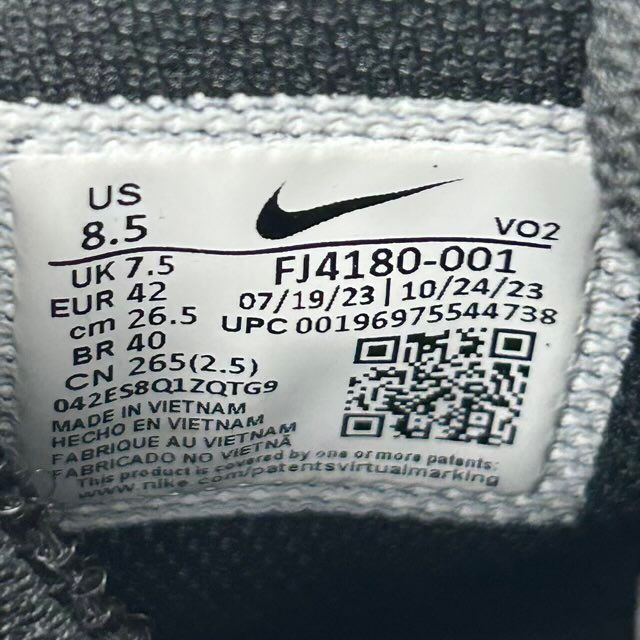 US
8.5
VO2
UK 7.5
FJ4180-001
EUR 42
07/19/23 | 10/24/23
cm 26.5
UPC 00196975544738
BR 40
CN 265(2.5)
042ES8Q1ZQTG9
MADE IN VIETNAM
HECHO EN VIETNAM
FABRIQUE AU VIETNAM
FABRICADO NO VIETNÃ
This product is covered by one or more patents:
www.nike.com/patentsvirtualmarking